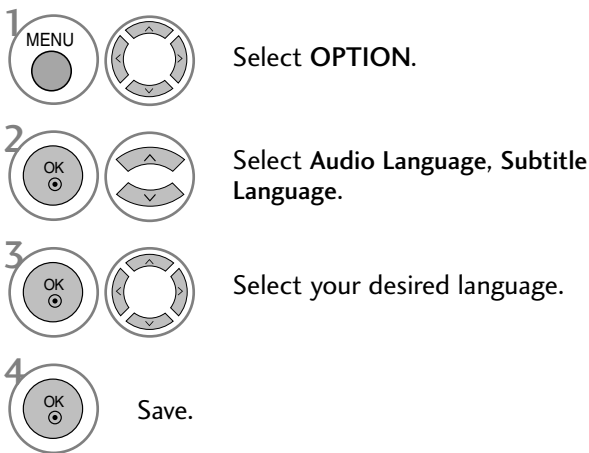 1
MENU
Select OPTION.
2
OK
Select Audio Language, Subtitle
Language.
3
OK
Select your desired language.
4
OK
Save.